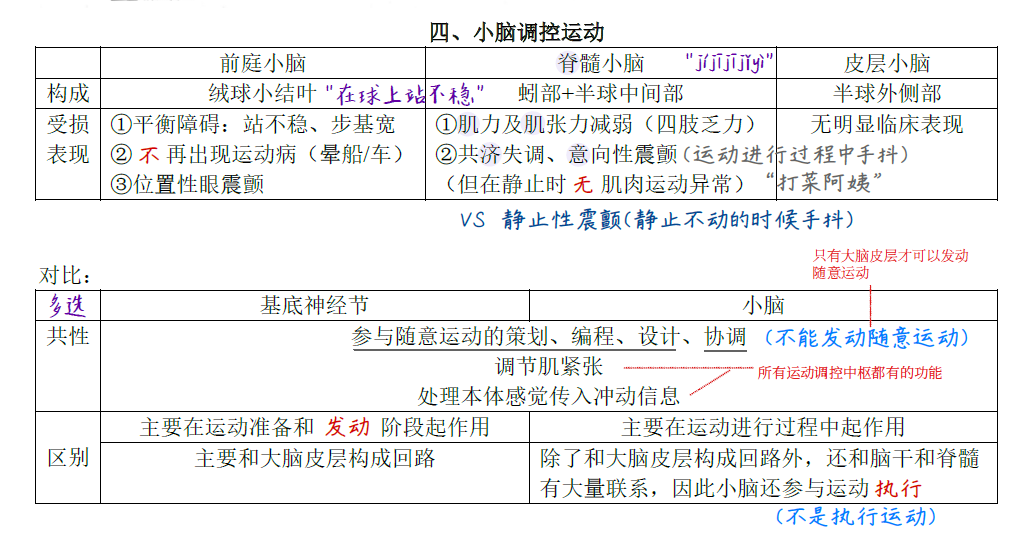 四、小脑调控运动
前庭小脑 脊髓小脑 "jíjījījǐyì" 皮层小脑
构成 绒球小结叶 "在球上站不稳" 蚓部+半球中间部 半球外侧部
受损 ①平衡障碍：站不稳、步基宽 ①肌力及肌张力减弱（四肢乏力） 无明显临床表现
表现 ② 不 再出现运动病（晕船/车） ②共济失调、意向性震颤(运动进行过程中手抖)
③位置性眼震颤 （但在静止时 无 肌肉运动异常） “打菜阿姨”
VS 静止性震颤(静止不动的时候手抖)
只有大脑皮层才可以发动
随意运动
对比：
多选 基底神经节 小脑
共性 参与随意运动的策划、编程、设计、协调 (不能发动随意运动)
调节肌紧张
所有运动调控中枢都有的功能
处理本体感觉传入冲动信息
主要在运动准备和 发动 阶段起作用 主要在运动进行过程中起作用
区别 主要和大脑皮层构成回路 除了和大脑皮层构成回路外，还和脑干和脊髓
有大量联系，因此小脑还参与运动 执行
(不是执行运动)